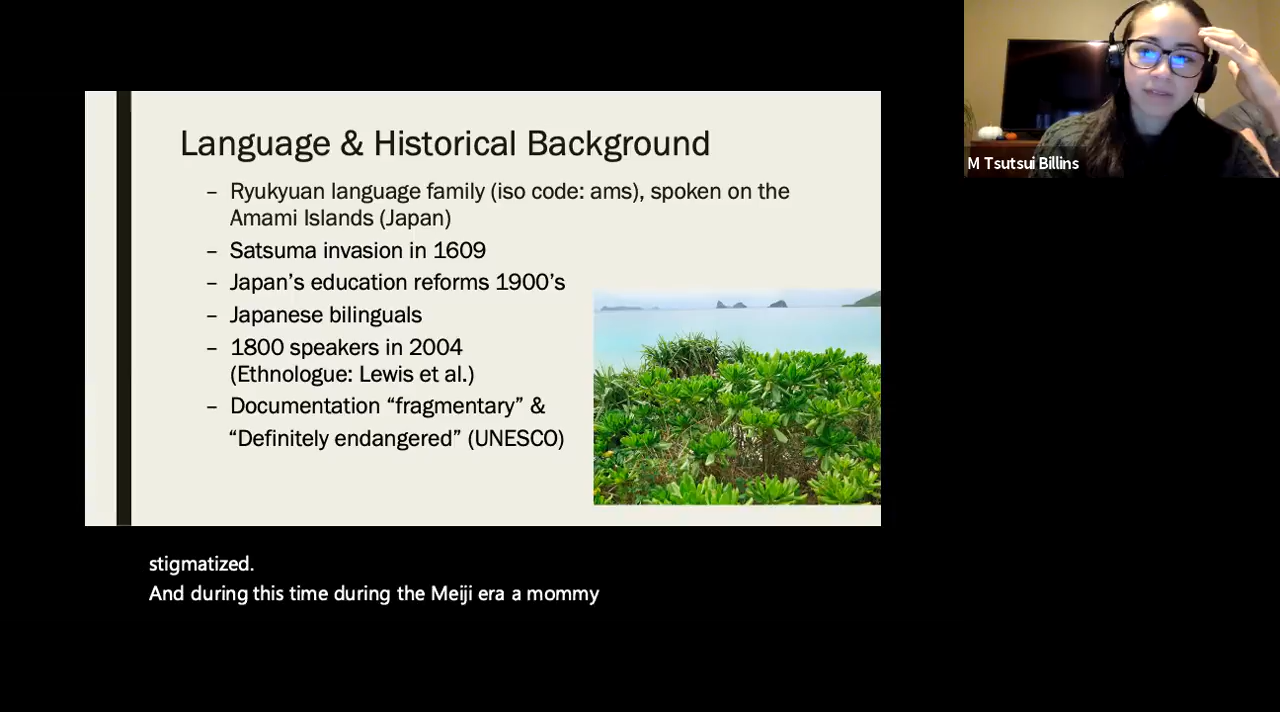 Language & Historical Background
– Ryukyuan language family (iso code: ams), spoken on the
Amami Islands (Japan)
– Satsuma invasion in 1609
– Japan’s education reforms 1900’s
– Japanese bilinguals
– 1800 speakers in 2004
(Ethnologue: Lewis et al.)
– Documentation “fragmentary” &
“Definitely endangered” (UNESCO)
M Tsutsui Billins
stigmatized.
And during this time during the Meiji era a mommy